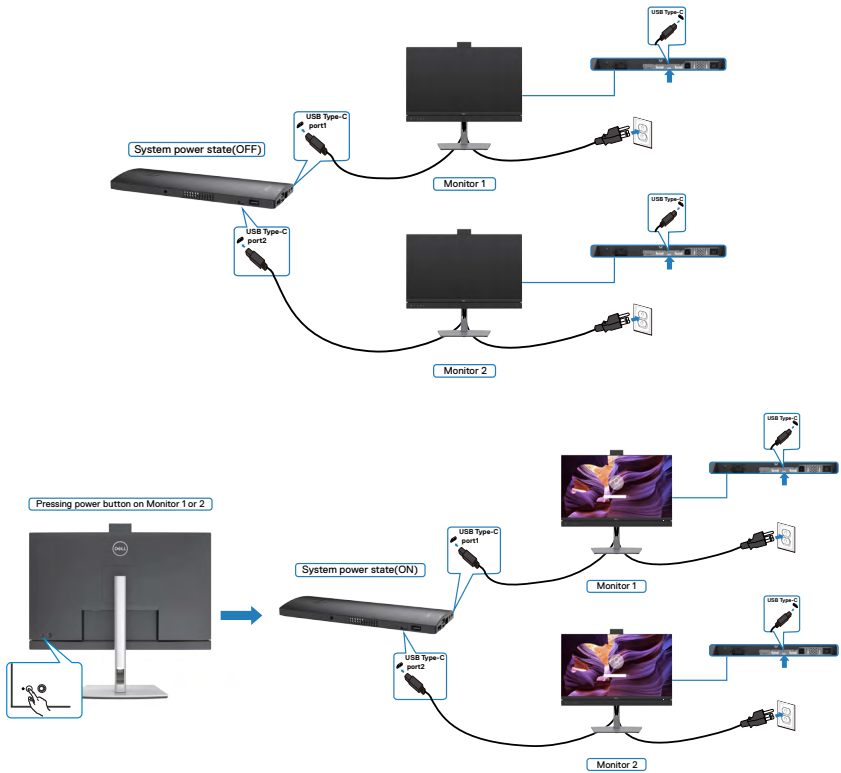 USB Type-C
USB Type-C
port1
System power state(OFF)
Monitor 1
USB Type-C
USB Type-C
port2
Monitor 2
USB Type-C
Pressing power button on Monitor 1 or 2
DELL
USB Type-C
port1
System power state(ON)
Monitor 1
USB Type-C
USB Type-C
port2
Monitor 2